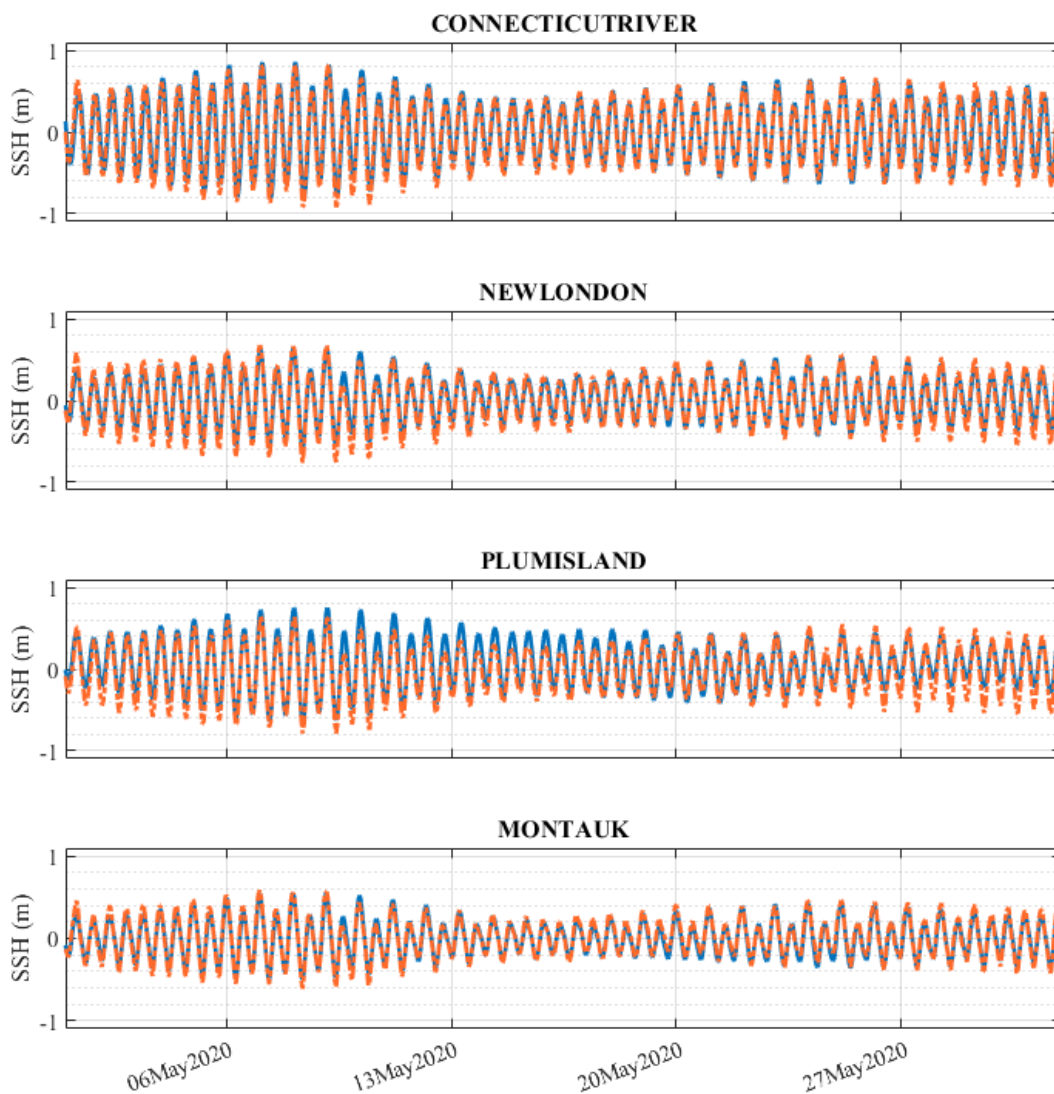 CONNECTICUTRIVER
1
0
-1
SSH (m)
NEWLONDON
1
0
-1
SSH (m)
PLUMISLAND
1
0
-1
SSH (m)
MONTAUK
1
0
-1
SSH (m)
06May2020 13May2020 20May2020 27May2020